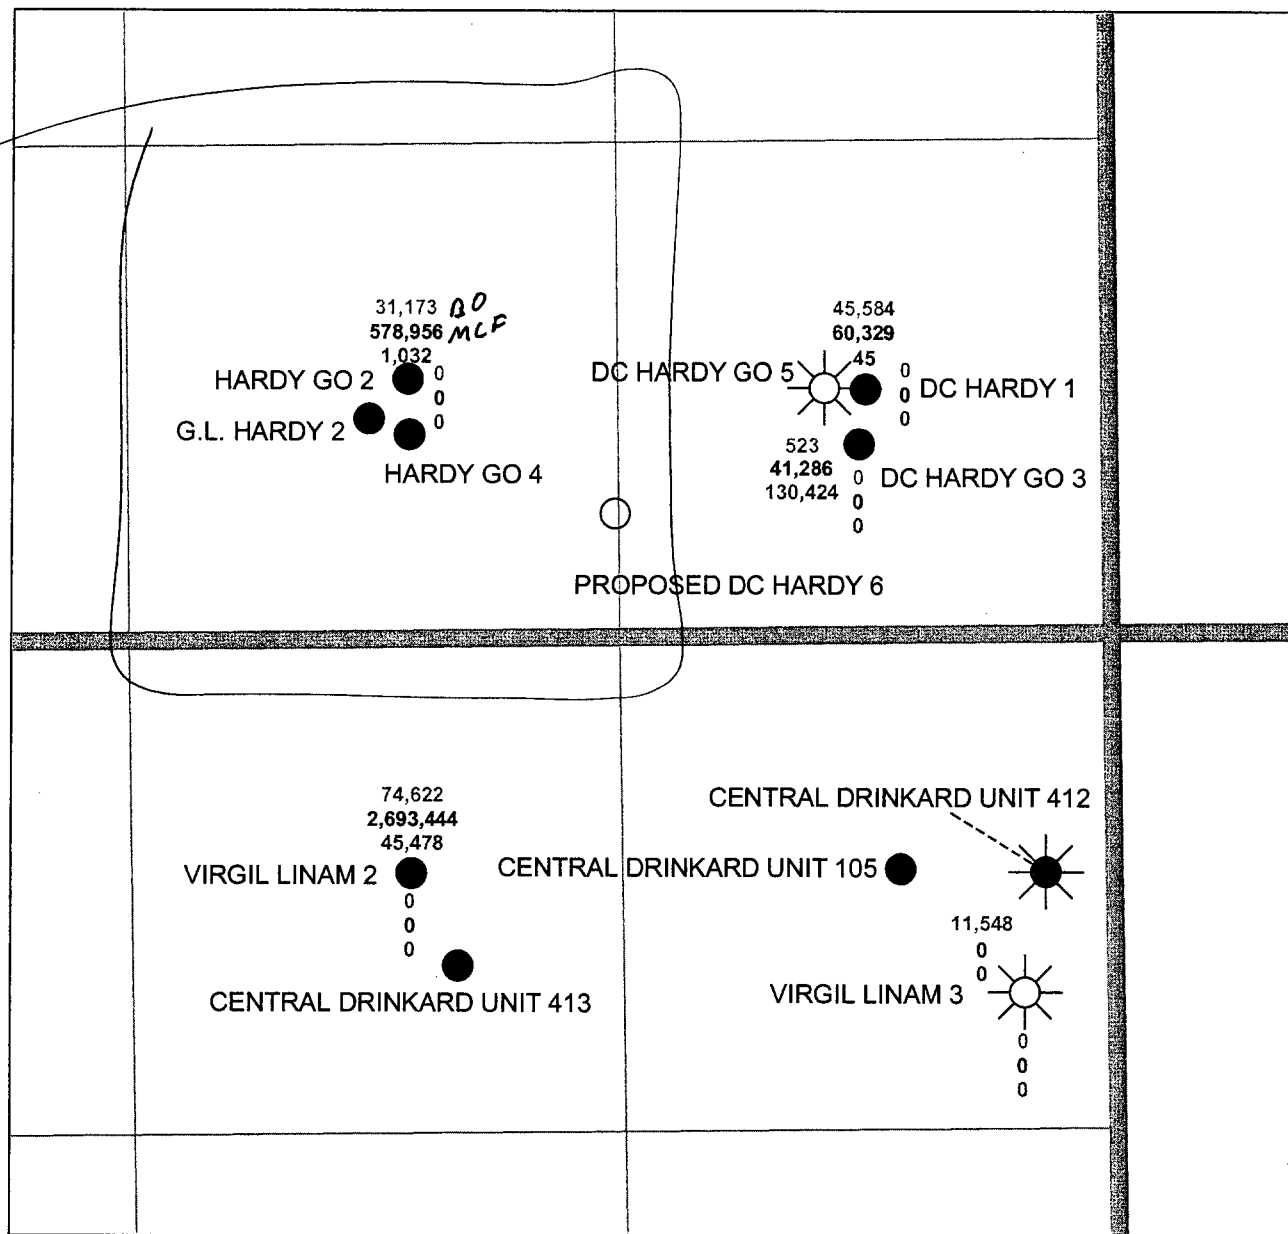 31,173 BO
578,956 MCF
1,032
HARDY GO 2
0
0
0
G.L. HARDY 2
HARDY GO 4
45,584
60,329
45
DC HARDY GO 5
0
0
0
DC HARDY 1
523
41,286
130,424
DC HARDY GO 3
0
0
0
PROPOSED DC HARDY 6
74,622
2,693,444
45,478
VIRGIL LINAM 2
0
0
0
CENTRAL DRINKARD UNIT 413
CENTRAL DRINKARD UNIT 412
CENTRAL DRINKARD UNIT 105
11,548
0
0
VIRGIL LINAM 3
0
0
0